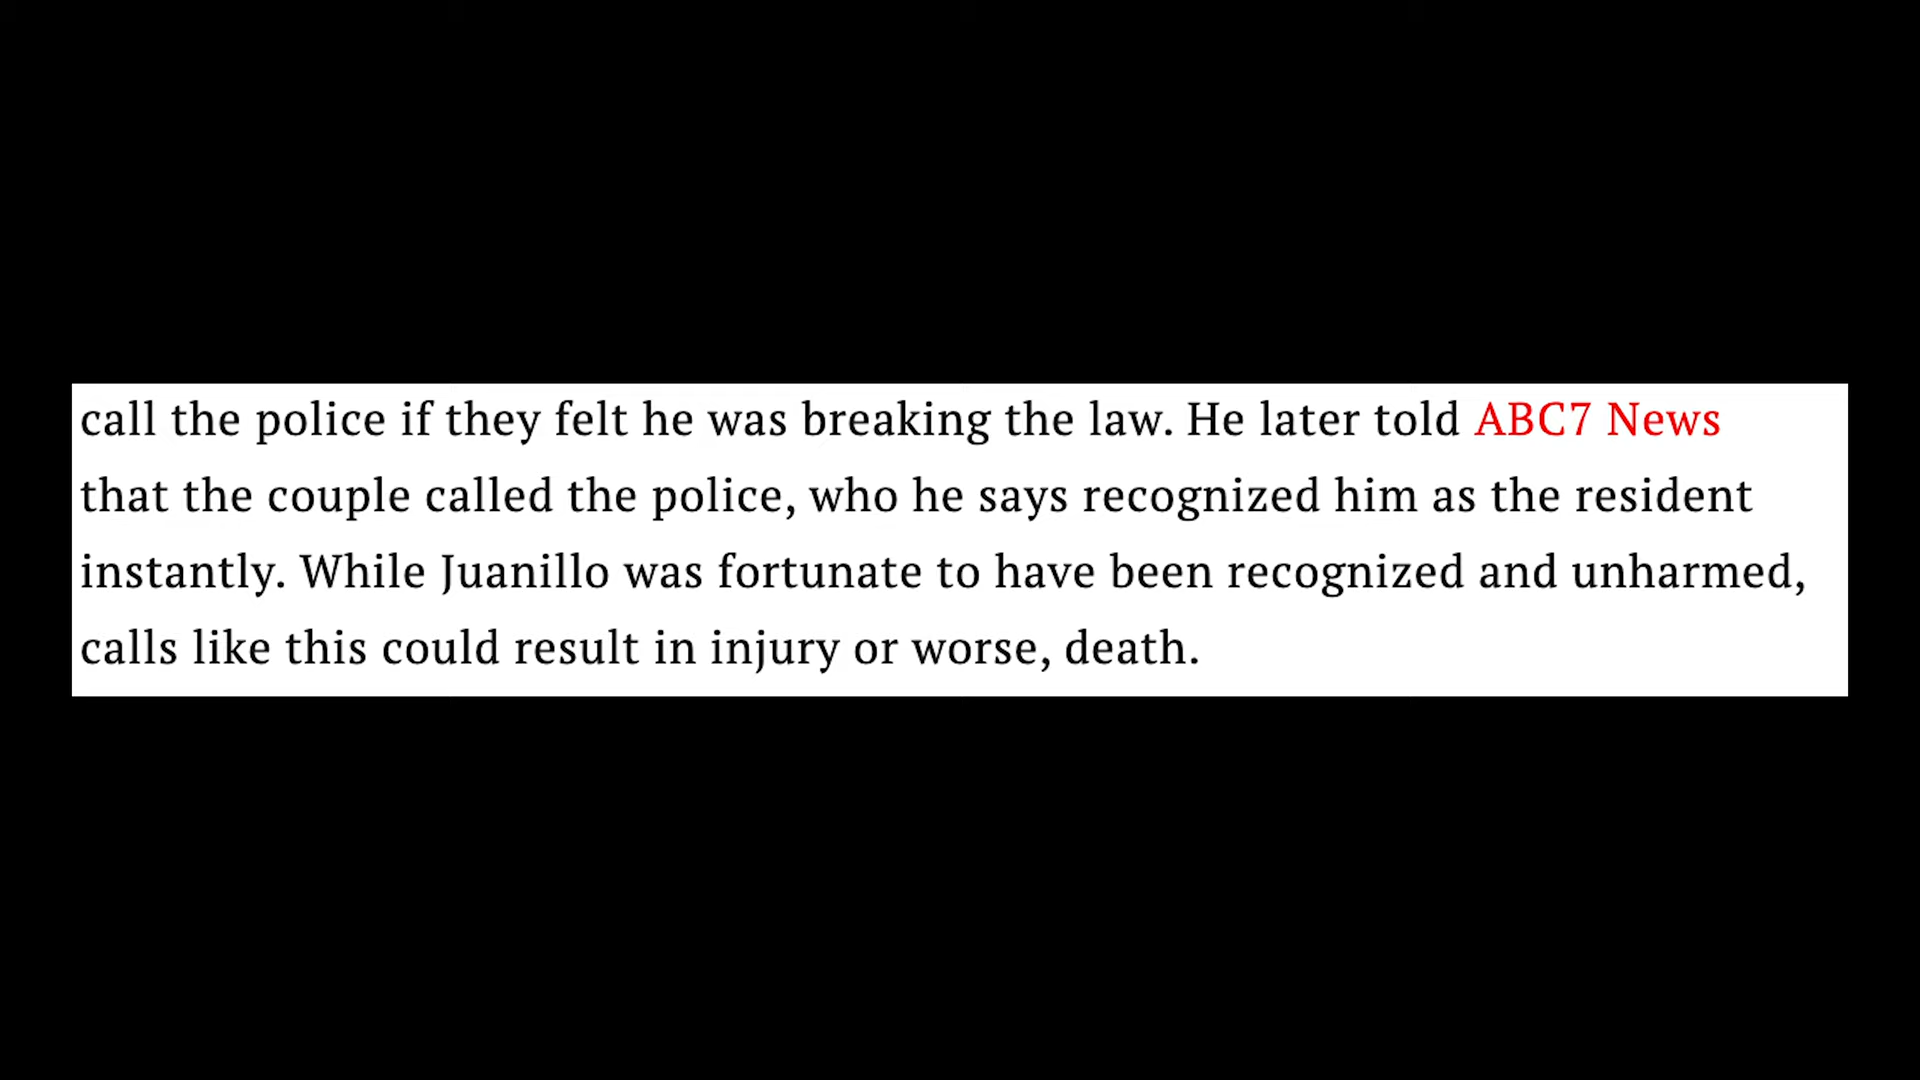 call the police if they felt he was breaking the law. He later told ABC7 News
that the couple called the police, who he says recognized him as the resident
instantly. While Juanillo was fortunate to have been recognized and unharmed,
calls like this could result in injury or worse, death.